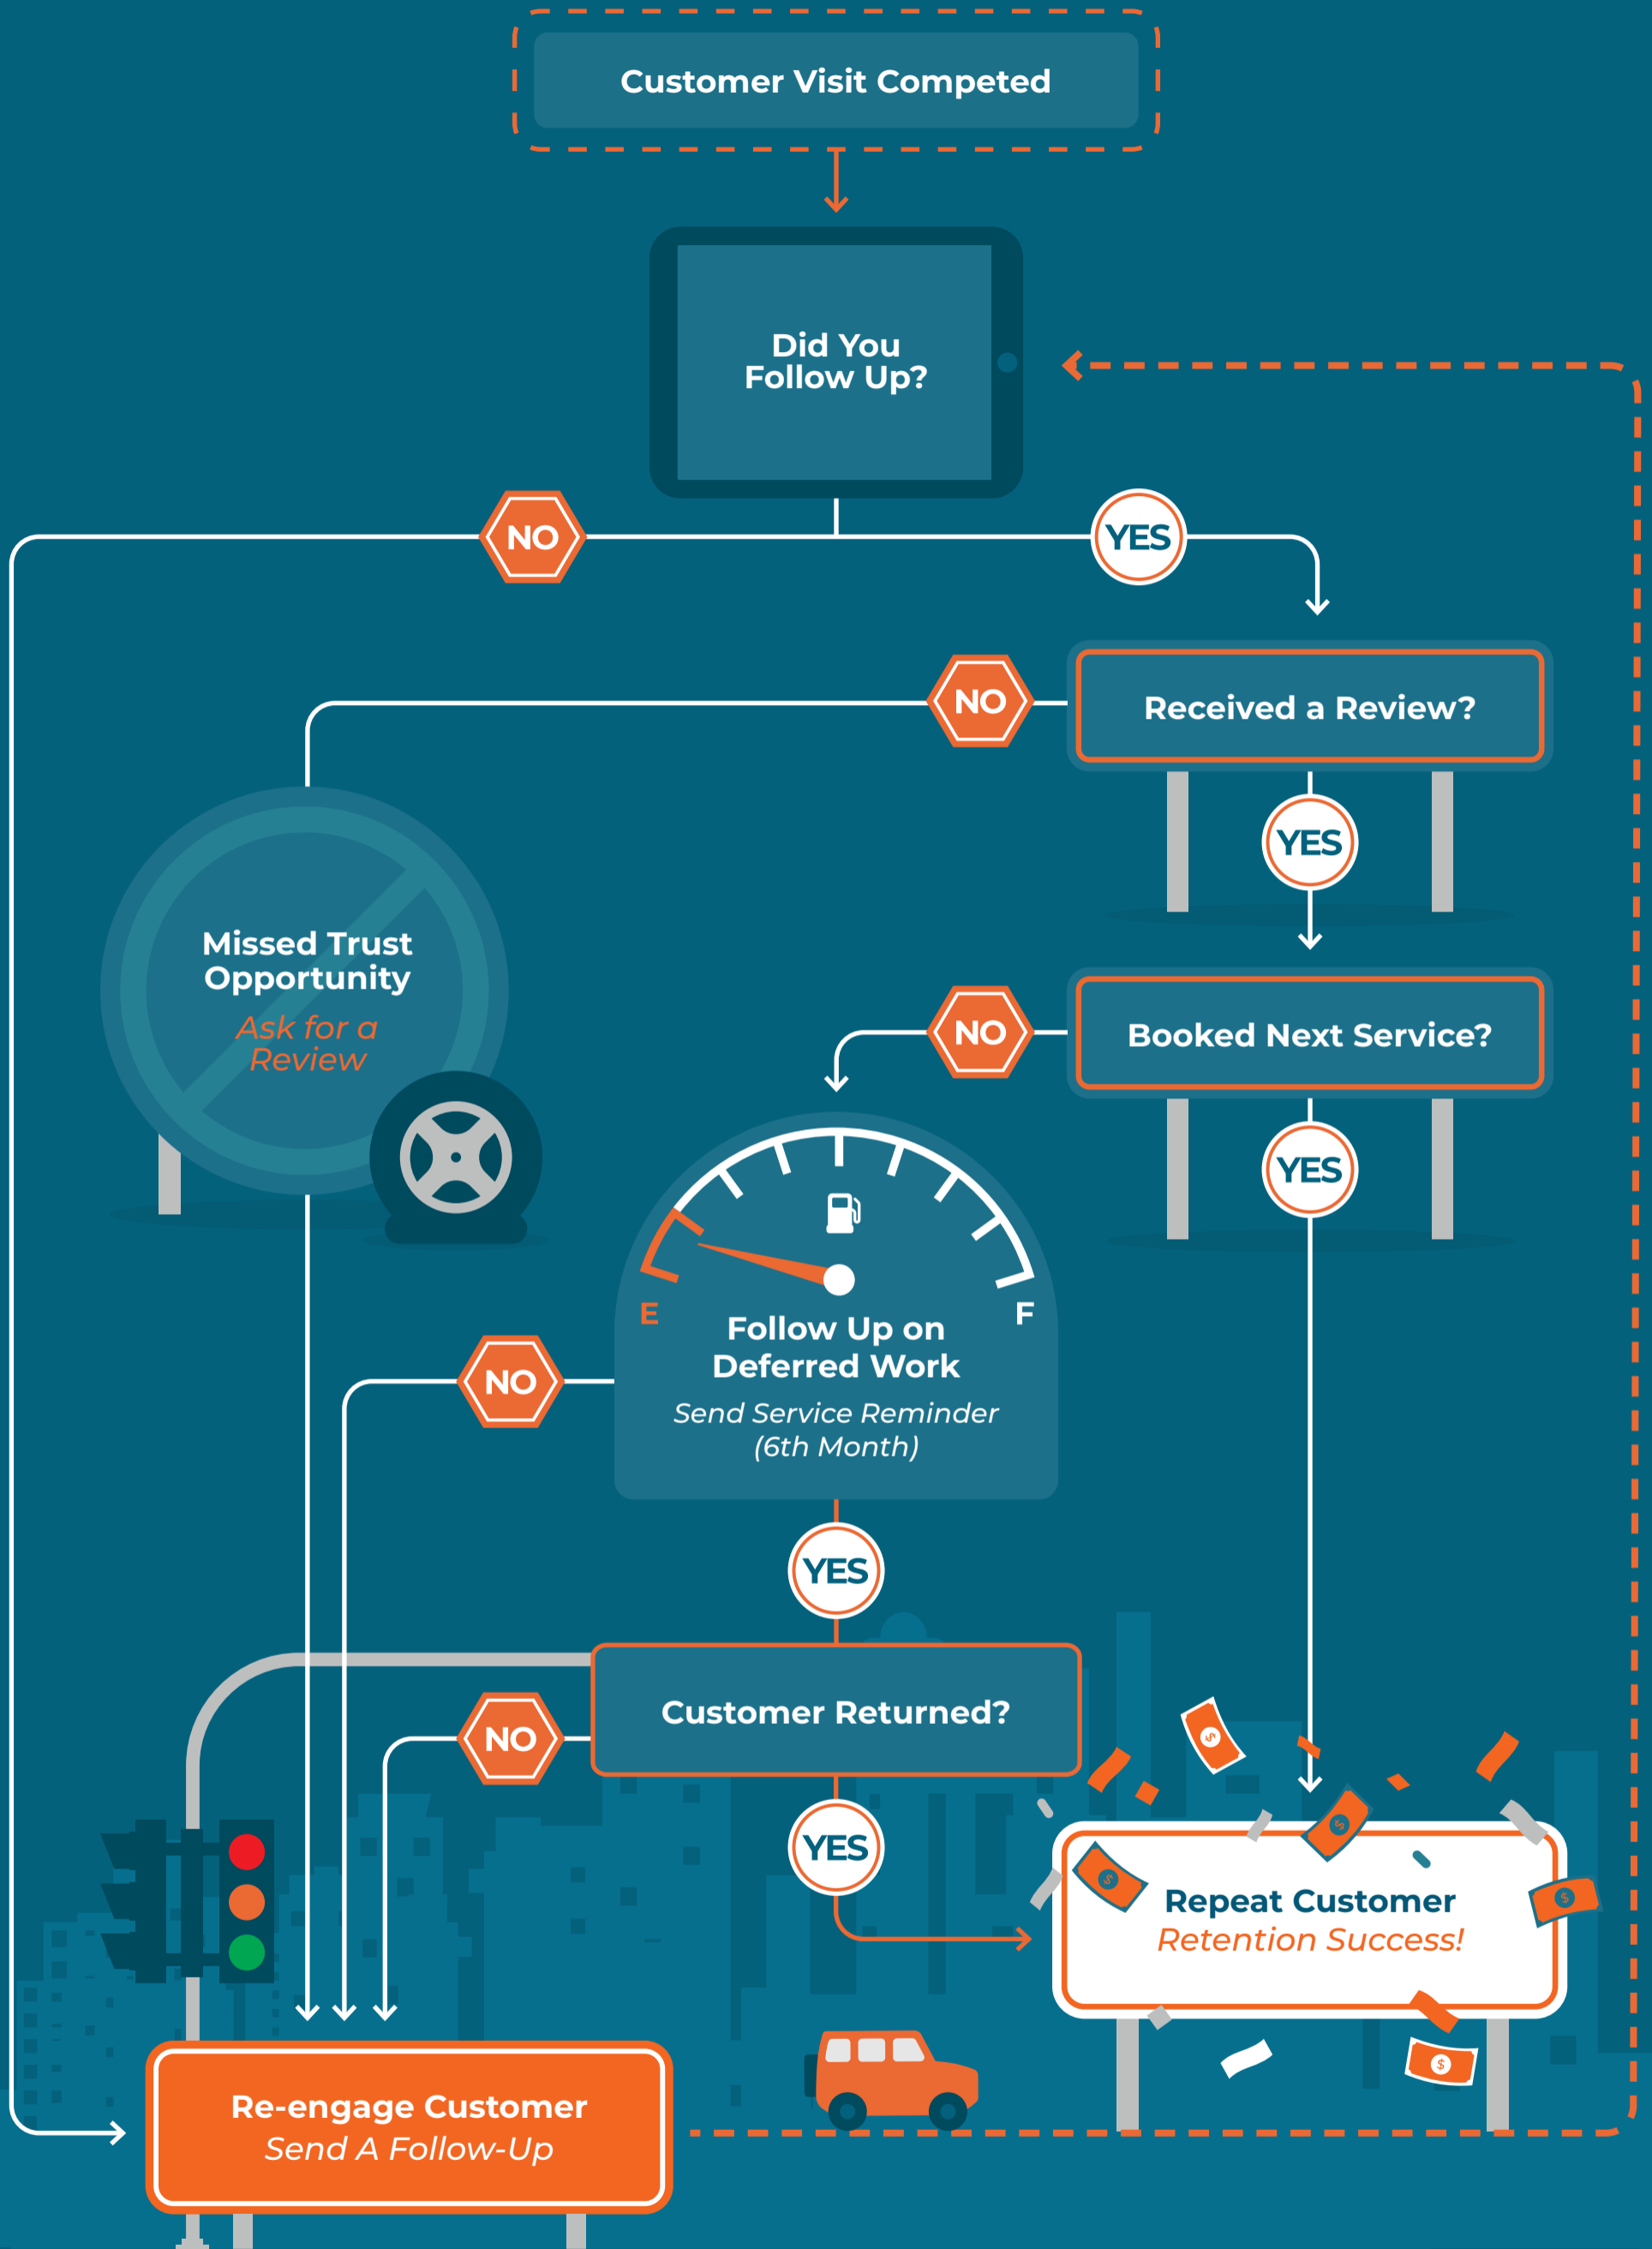 Customer Visit Competed
Did You
Follow Up?
NO
YES
NO
Received a Review?
YES
Missed Trust
Opportunity
Ask for a
Review
NO
Booked Next Service?
YES
E
F
Follow Up on
Deferred Work
Send Service Reminder
(6th Month)
NO
YES
Customer Returned?
NO
YES
$
$
$
$
Repeat Customer
Retention Success!
$
Re-engage Customer
Send A Follow-Up